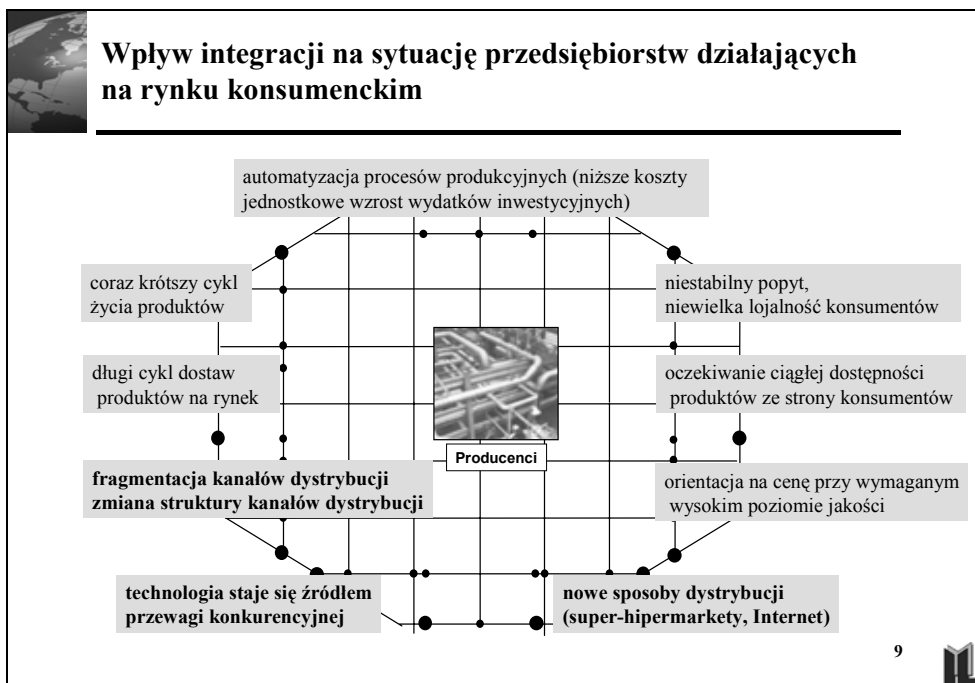 Wpływ integracji na sytuację przedsiębiorstw działających
na rynku konsumenckim
automatyzacja procesów produkcyjnych (niższe koszty
jednostkowe wzrost wydatków inwestycyjnych)
coraz krótszy cykl
życia produktów
niestabilny popyt,
niewielka lojalność konsumentów
długi cykl dostaw
produktów na rynek
oczekiwanie ciągłej dostępności
produktów ze strony konsumentów
Producenci
fragmentacja kanałów dystrybucji
zmiana struktury kanałów dystrybucji
orientacja na cenę przy wymaganym
wysokim poziomie jakości
technologia staje się źródłem
przewagi konkurencyjnej
nowe sposoby dystrybucji
(super-hipermarkety, Internet)
9